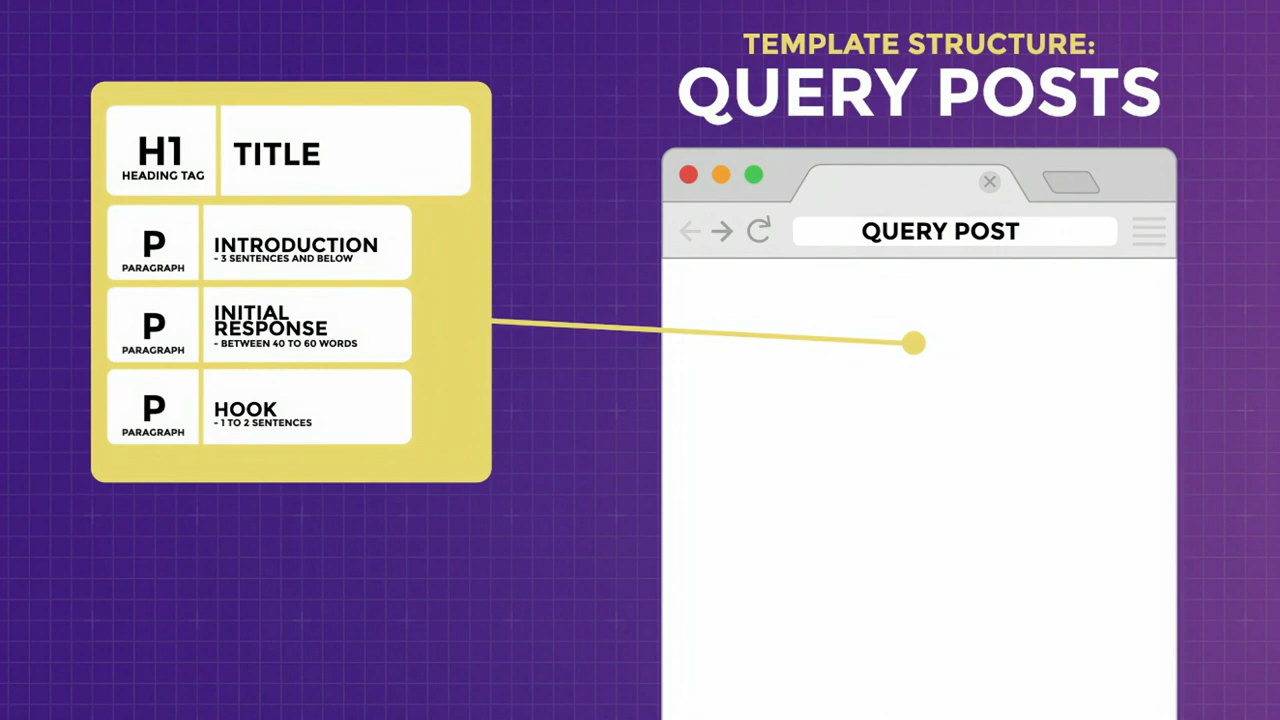 TEMPLATE STRUCTURE:
QUERY POSTS
H1
HEADING TAG
TITLE
P
PARAGRAPH
INTRODUCTION
- 3 SENTENCES AND BELOW
P
PARAGRAPH
INITIAL
RESPONSE
- BETWEEN 40 TO 60 WORDS
P
PARAGRAPH
HOOK
- 1 TO 2 SENTENCES
QUERY POST